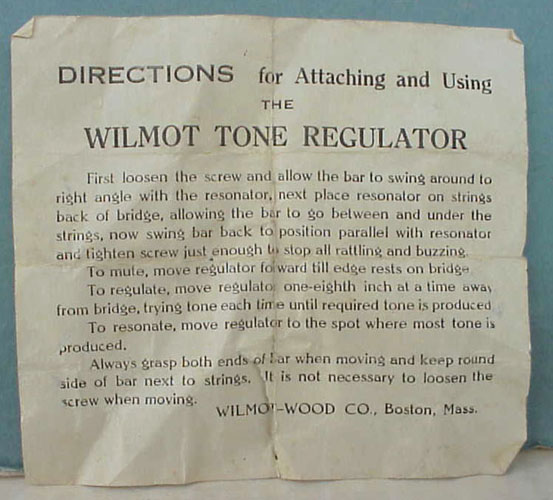 DIRECTIONS for Attaching and Using
THE
WILMOT TONE REGULATOR
First loosen the screw and allow the bar to swing around to
right angle with the resonator, next place resonator on strings
back of bridge, allowing the bar to go between and under the
strings, now swing bar back to position parallel with resonator
and tighten screw just enough to stop all rattling and buzzing.
To mute, move regulator forward till edge rests on bridge.
To regulate, move regulator one-eighth inch at a time away
from bridge, trying tone each time until required tone is produced.
To resonate, move regulator to the spot where most tone is
produced.
Always grasp both ends of bar when moving and keep round
side of bar next to strings. It is not necessary to loosen the
screw when moving.
WILMOT-WOOD CO., Boston, Mass.